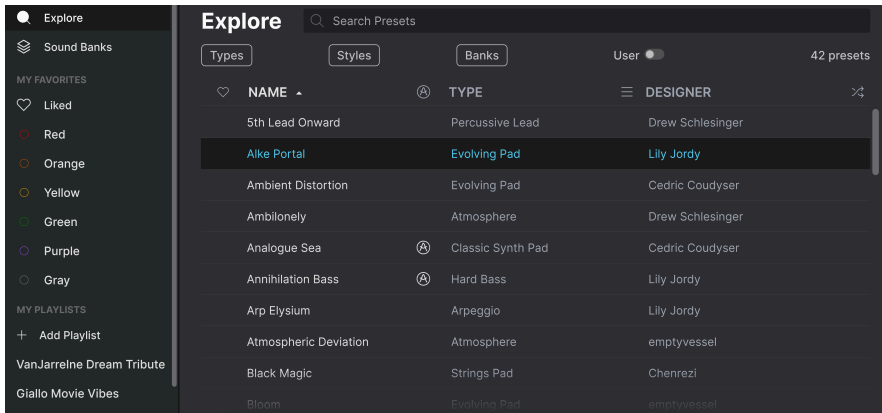 Explore
Sound Banks
MY FAVORITES
Liked
Red
Orange
Yellow
Green
Purple
Gray
MY PLAYLISTS
Add Playlist
VanJarrelne Dream Tribute
Giallo Movie Vibes
Explore
Search Presets
Types Styles Banks User 42 presets
NAME TYPE DESIGNER
5th Lead Onward Percussive Lead Drew Schlesinger
Alke Portal Evolving Pad Lily Jordy
Ambient Distortion Evolving Pad Cedric Coudyser
Ambilonely Atmosphere Drew Schlesinger
Analogue Sea Classic Synth Pad Cedric Coudyser
Annihilation Bass Hard Bass Lily Jordy
Arp Elysium Arpeggio Lily Jordy
Atmospheric Deviation Atmosphere emptyvessel
Black Magic Strings Pad Chenrezi
Bloom Evolving Pad emptyvessel